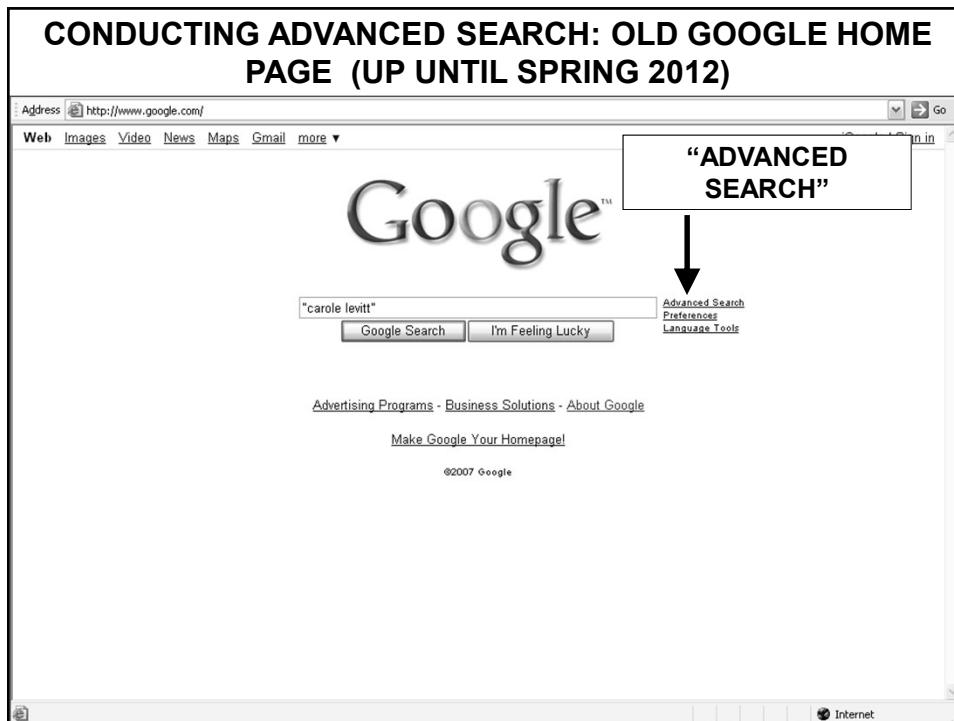 CONDUCTING ADVANCED SEARCH: OLD GOOGLE HOME
PAGE (UP UNTIL SPRING 2012)
Address http://www.google.com/ Go
Web Images Video News Maps Gmail more ▼ in
“ADVANCED
SEARCH”
Google™
"carole levitt"
Advanced Search
Preferences
Language Tools
Google Search I'm Feeling Lucky
Advertising Programs - Business Solutions - About Google
Make Google Your Homepage!
©2007 Google
Internet